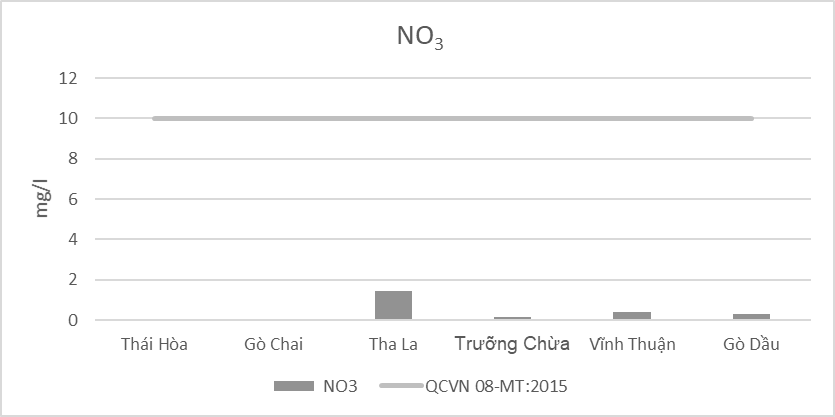 NO3
12
10
8
6
4
2
0
mg/l
Thái Hòa Gò Chai Tha La Trưỡng Chừa Vĩnh Thuận Gò Dầu
NO3 QCVN 08-MT:2015